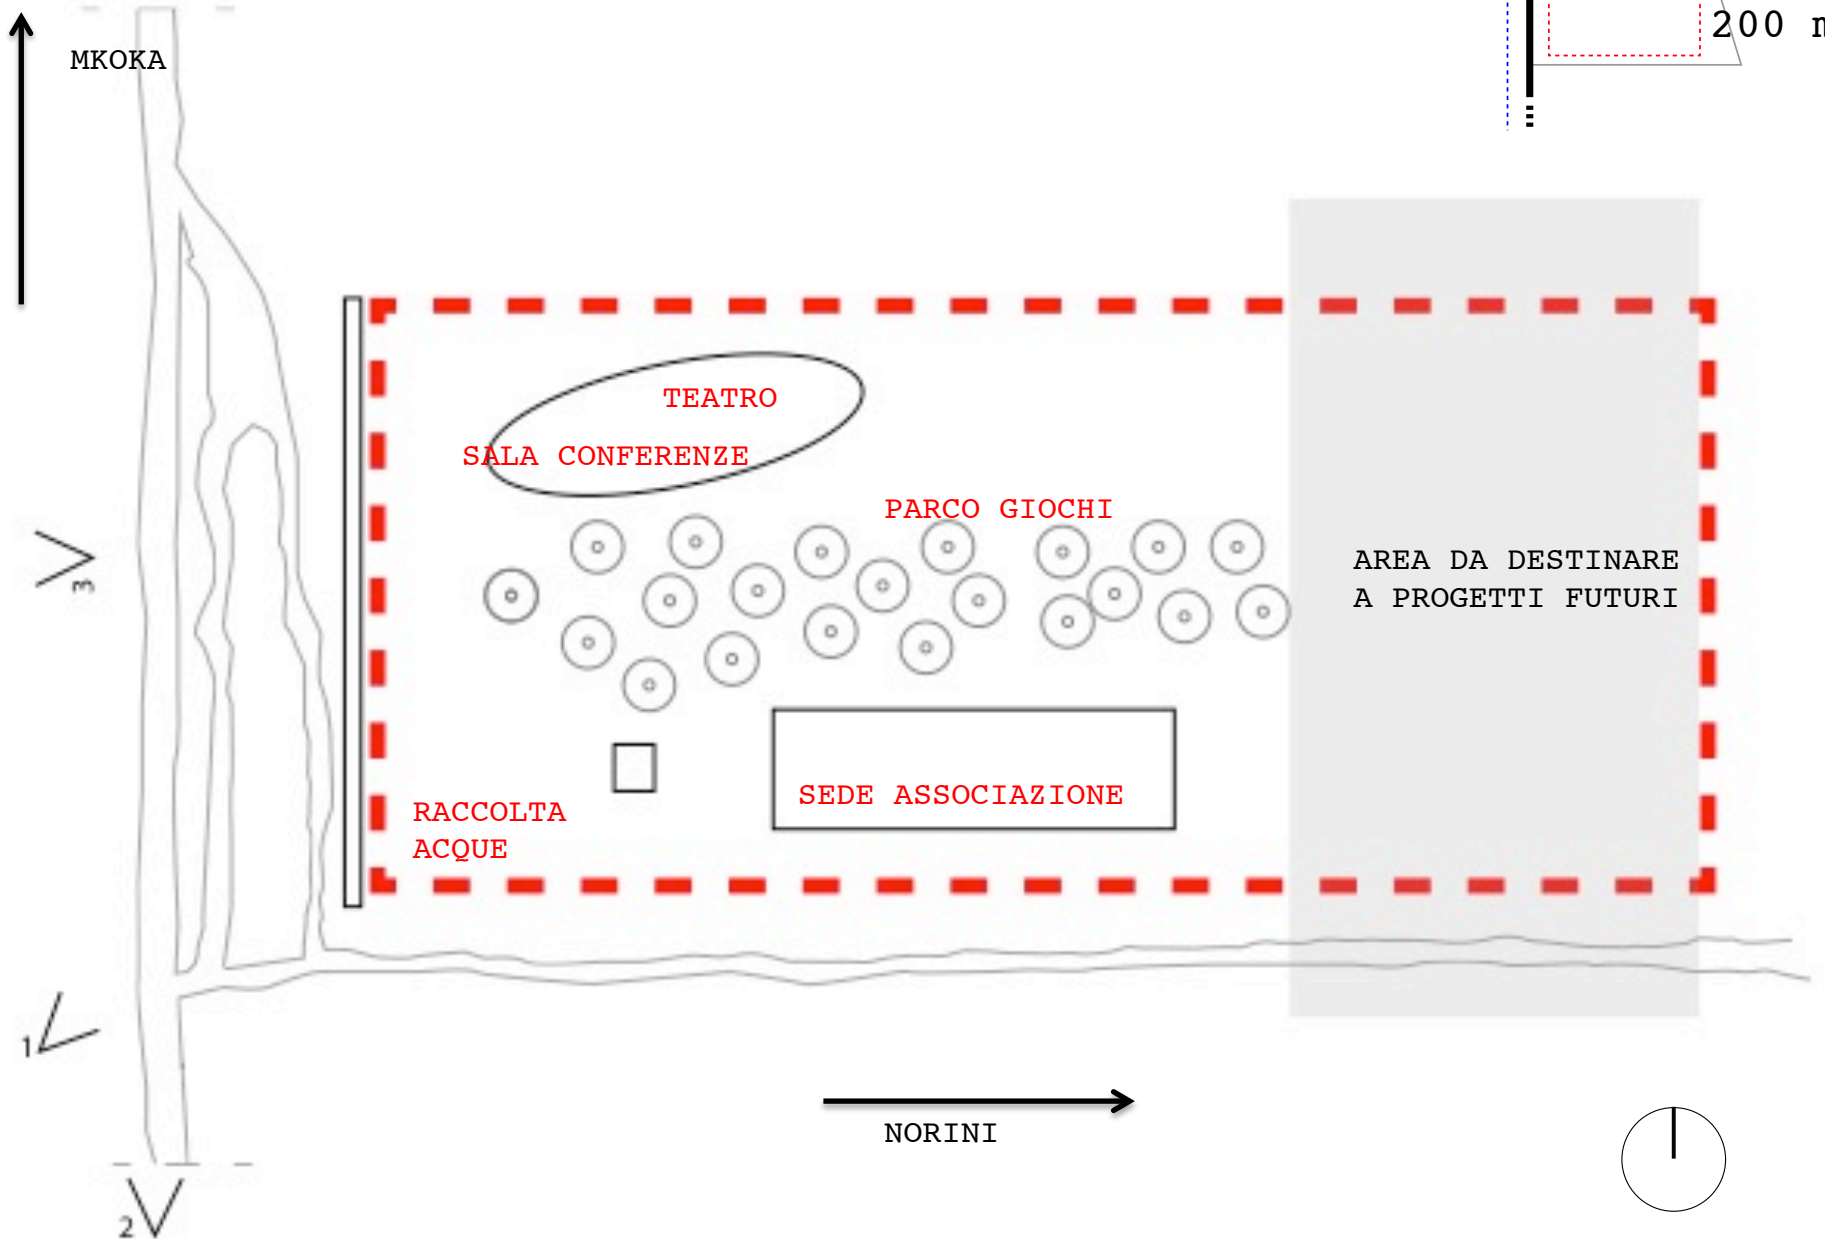 MKOKA
200 m
TEATRO
SALA CONFERENZE
PARCO GIOCHI
AREA DA DESTINARE
A PROGETTI FUTURI
3
SEDE ASSOCIAZIONE
RACCOLTA
ACQUE
1
NORINI
2